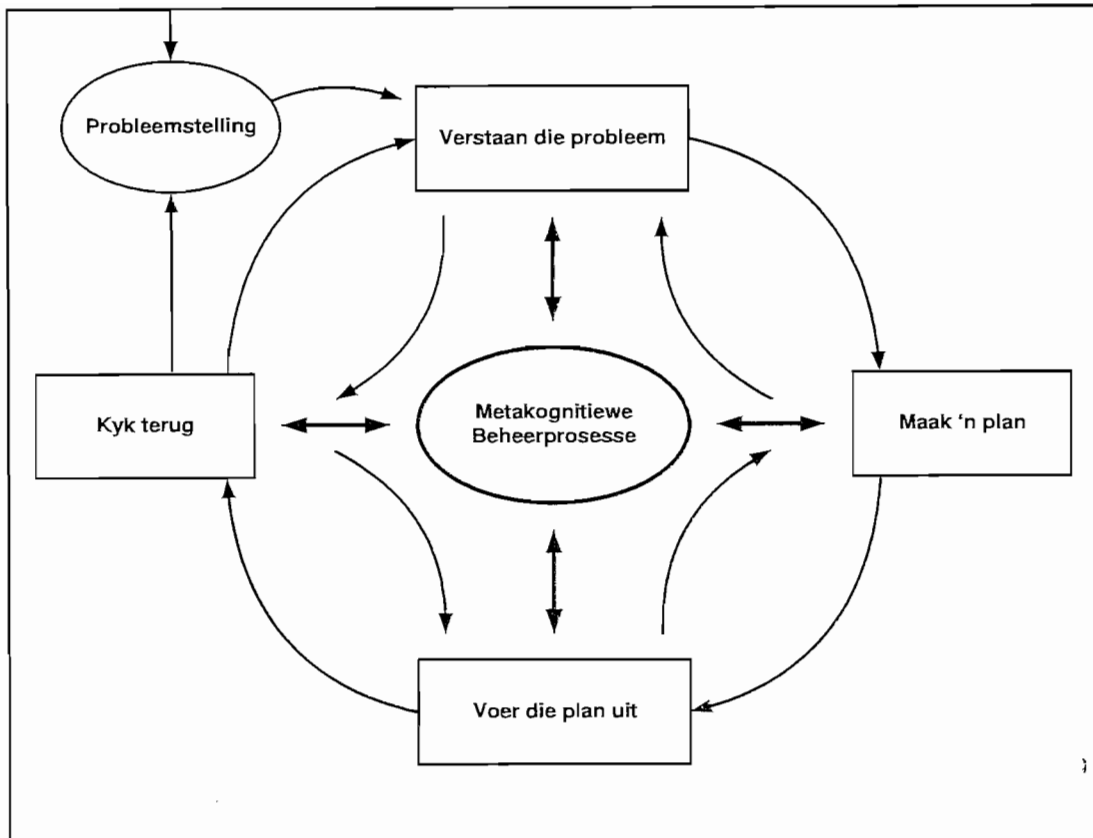 Probleemstelling
Verstaan die probleem
Kyk terug
Metakognitiewe
Beheerprosesse
Maak 'n plan
Voer die plan uit